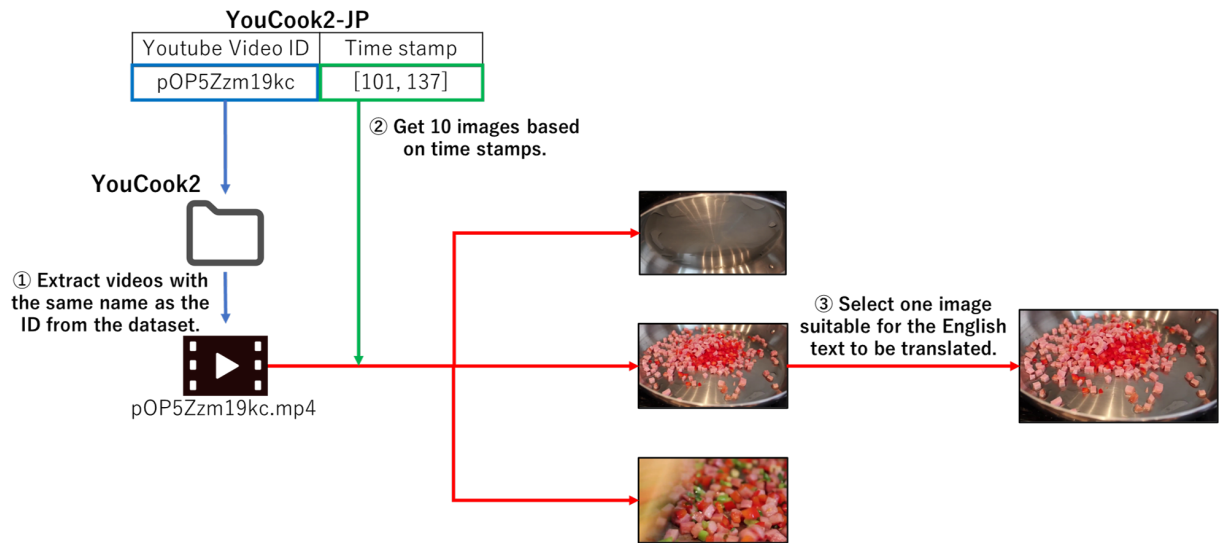 YouCook2-JP
Youtube Video ID
Time stamp
pOP5Zzm19kc
[101, 137]
② Get 10 images based
on time stamps.
YouCook2
① Extract videos with
the same name as the
ID from the dataset.
pOP5Zzm19kc.mp4
③ Select one image
suitable for the English
text to be translated.